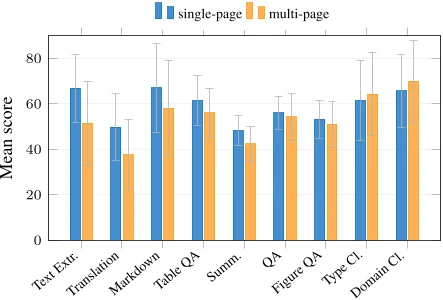 single-page multi-page
Mean score
80
60
40
20
0
Text Extr.
Translation
Markdown
Table QA
Summ.
QA
Figure QA
Type Cl.
Domain Cl.